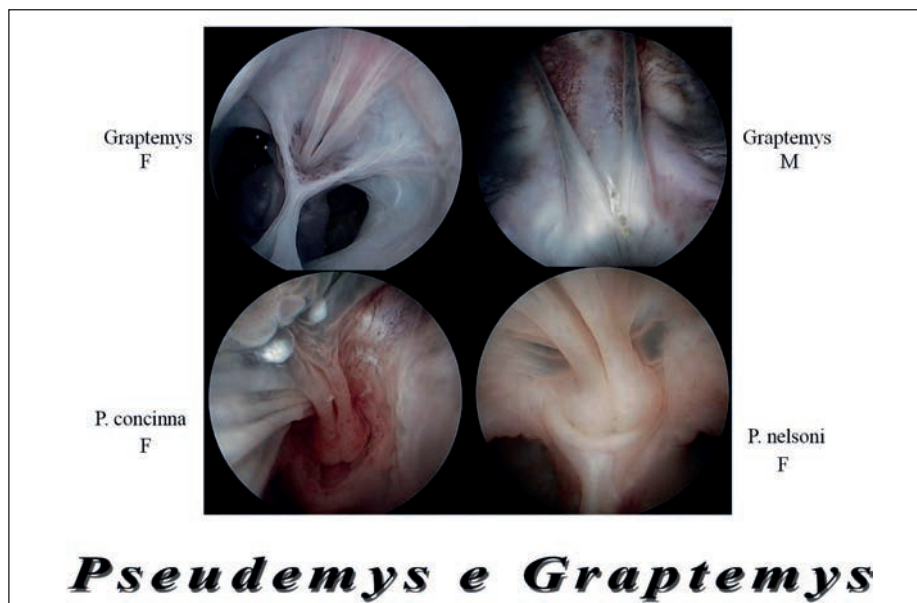 Graptemys
F
Graptemys
M
P. concinna
F
P. nelsoni
F
Pseudemys e Graptemys